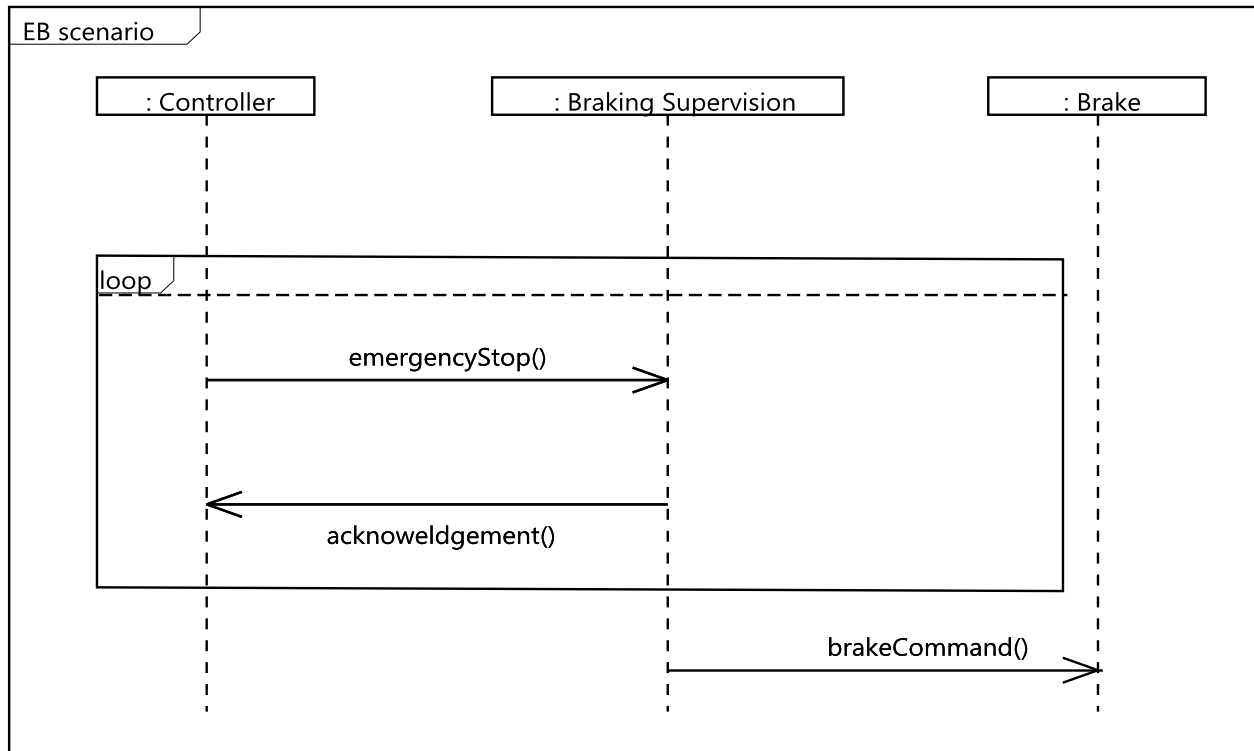 EB scenario
: Controller
: Braking Supervision
: Brake
loop
emergencyStop()
acknoweldgement()
brakeCommand()